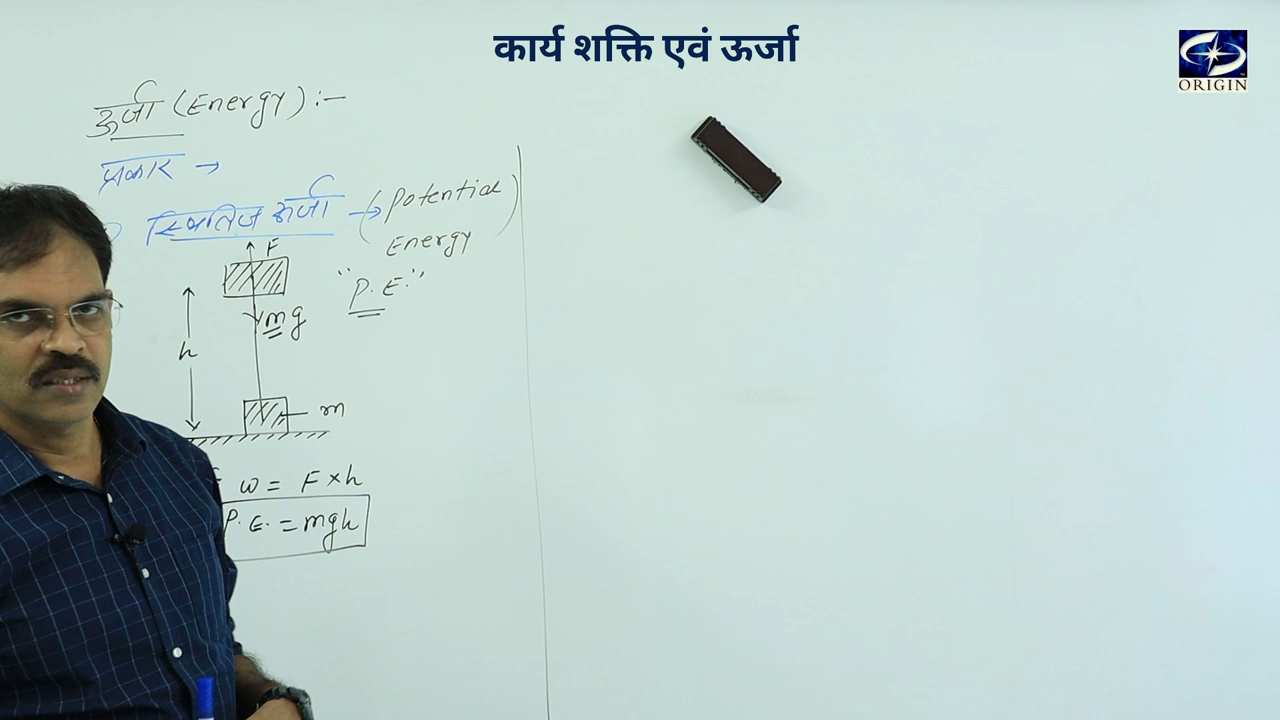 कार्य शक्ति एवं ऊर्जा
ORIGIN
ऊर्जा (Energy) :-
प्रकार →
स्थितिज ऊर्जा → (Potential
Energy)
"P.E."
F
mg
h
m
w = F × h
P.E. = mgh